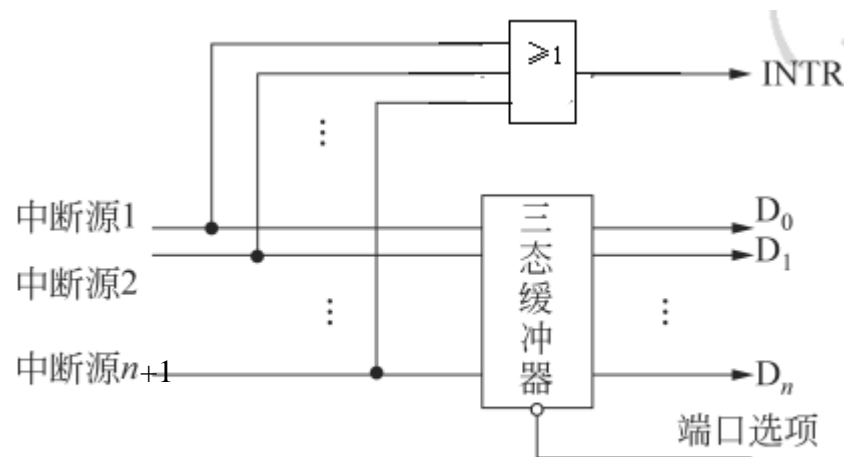 ≥1
INTR
中断源1
中断源2
中断源n+1
三态缓冲器
D₀
D₁
Dₙ
端口选项